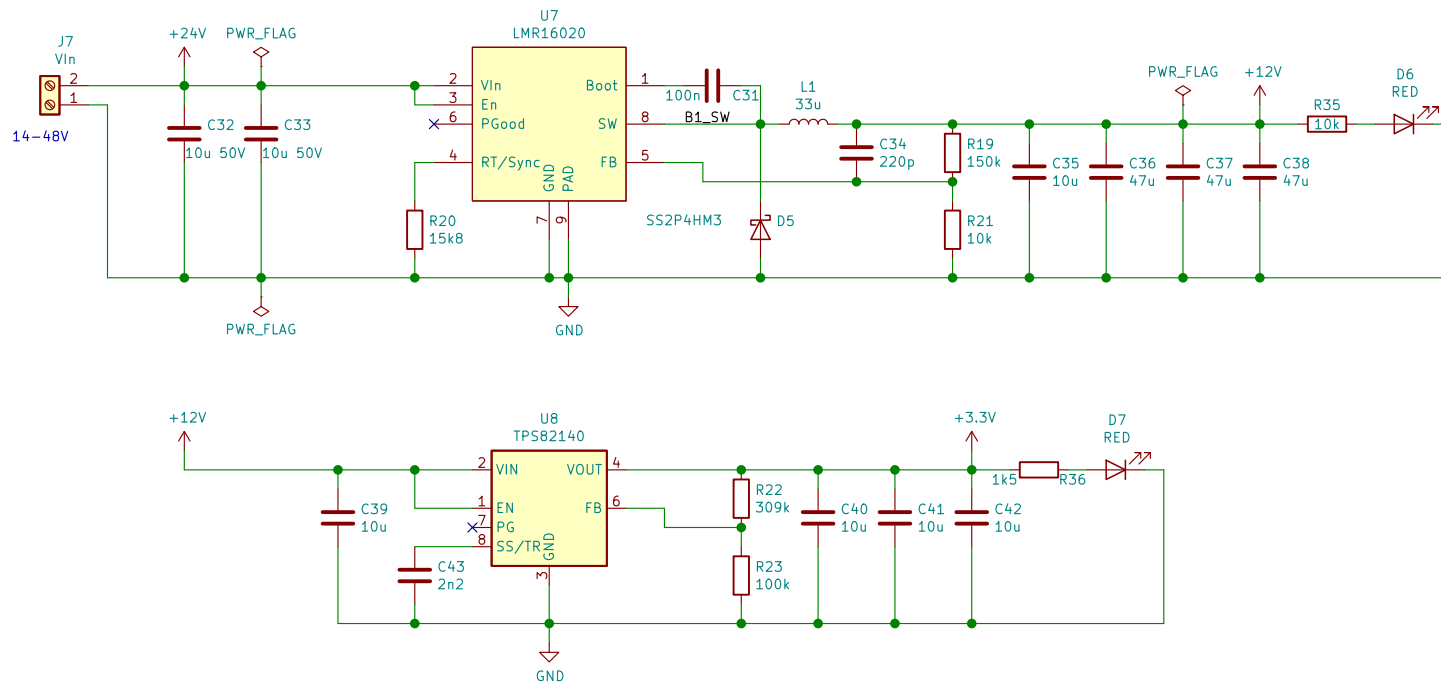 J7
VIn
2
1
14-48V
+24V
PWR_FLAG
C32
10u 50V
C33
10u 50V
PWR_FLAG
U7
LMR16020
2
VIn
3
En
6
PGood
4
RT/Sync
Boot
1
SW
8
FB
5
GND
7
PAD
9
R20
15k8
GND
100n
C31
B1_SW
L1
33u
SS2P4HM3
D5
C34
220p
R19
150k
R21
10k
C35
10u
C36
47u
PWR_FLAG
C37
47u
+12V
C38
47u
R35
10k
D6
RED
+12V
C39
10u
U8
TPS82140
2
VIN
1
EN
7
PG
8
SS/TR
VOUT
4
FB
6
GND
3
C43
2n2
GND
R22
309k
R23
100k
C40
10u
C41
10u
+3.3V
C42
10u
1k5
R36
D7
RED